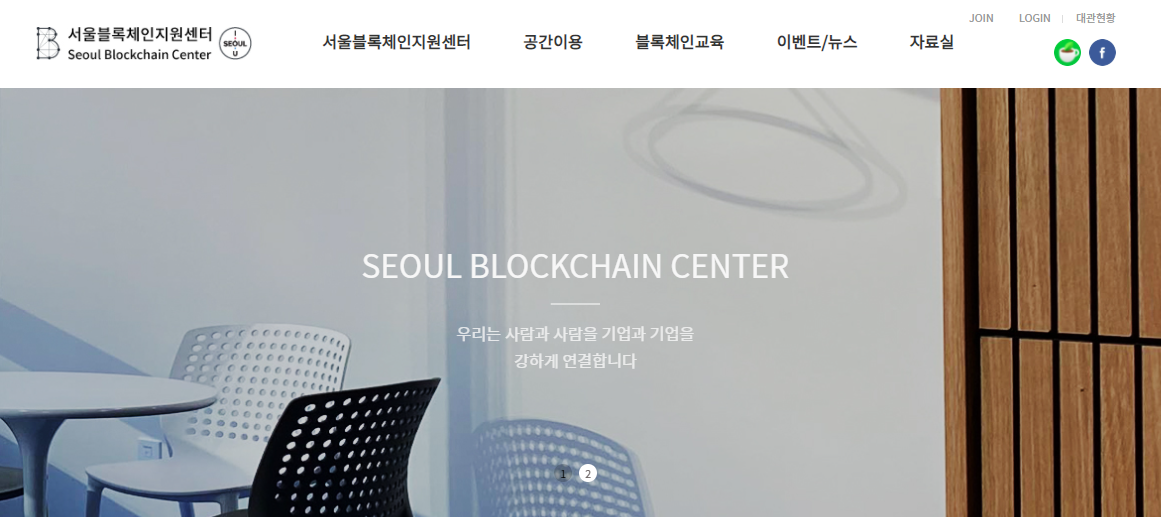 JOIN LOGIN 대관현황
서울블록체인지원센터
Seoul Blockchain Center
I·SEOUL·U
서울블록체인지원센터 공간이용 블록체인교육 이벤트/뉴스 자료실
f
SEOUL BLOCKCHAIN CENTER
우리는 사람과 사람을 기업과 기업을
강하게 연결합니다
1 2